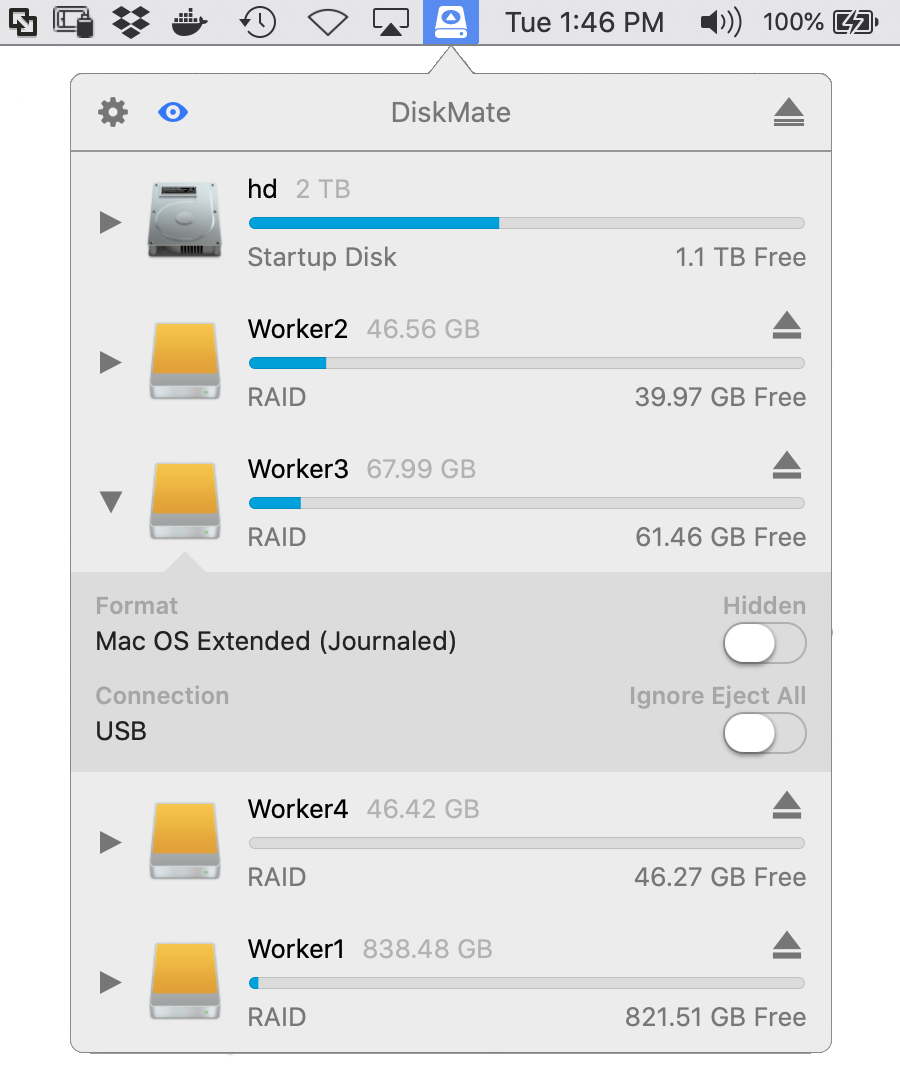 Tue 1:46 PM 100%
DiskMate
hd 2 TB
Startup Disk 1.1 TB Free
Worker2 46.56 GB
RAID 39.97 GB Free
Worker3 67.99 GB
RAID 61.46 GB Free
Format Hidden
Mac OS Extended (Journaled)
Connection Ignore Eject All
USB
Worker4 46.42 GB
RAID 46.27 GB Free
Worker1 838.48 GB
RAID 821.51 GB Free